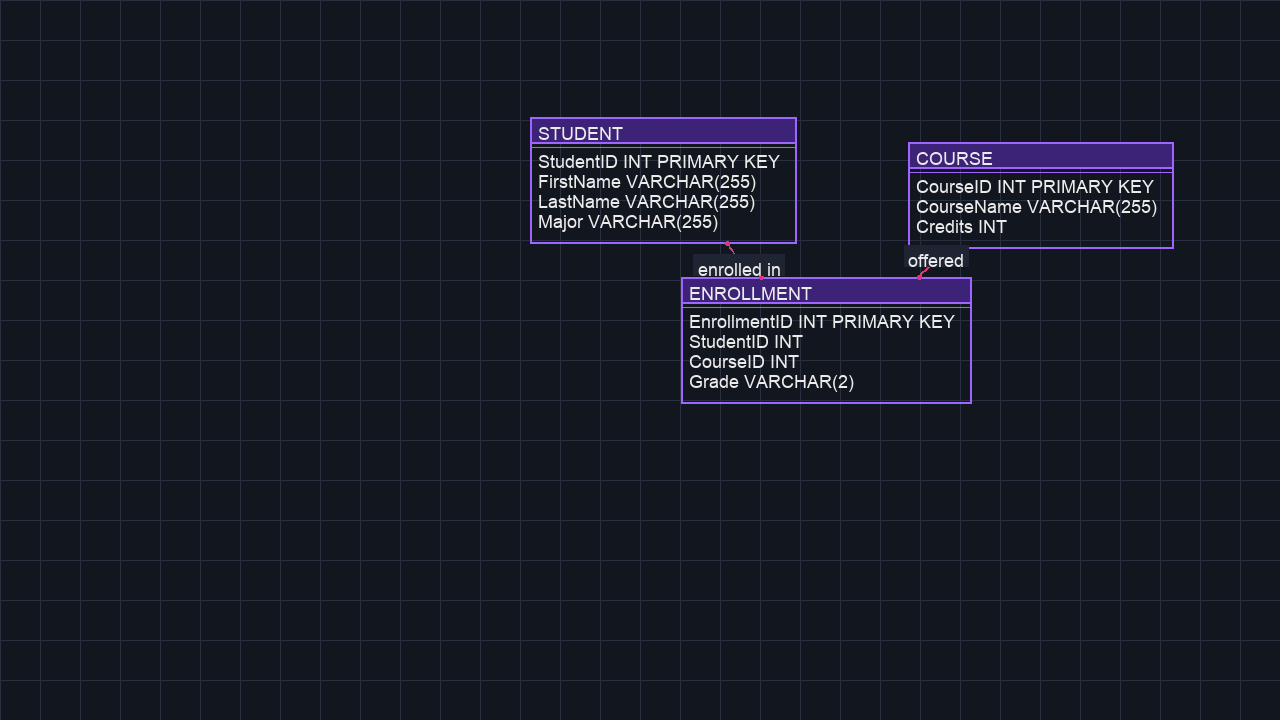 STUDENT
StudentID INT PRIMARY KEY
FirstName VARCHAR(255)
LastName VARCHAR(255)
Major VARCHAR(255)
COURSE
CourseID INT PRIMARY KEY
CourseName VARCHAR(255)
Credits INT
enrolled in
offered
ENROLLMENT
EnrollmentID INT PRIMARY KEY
StudentID INT
CourseID INT
Grade VARCHAR(2)